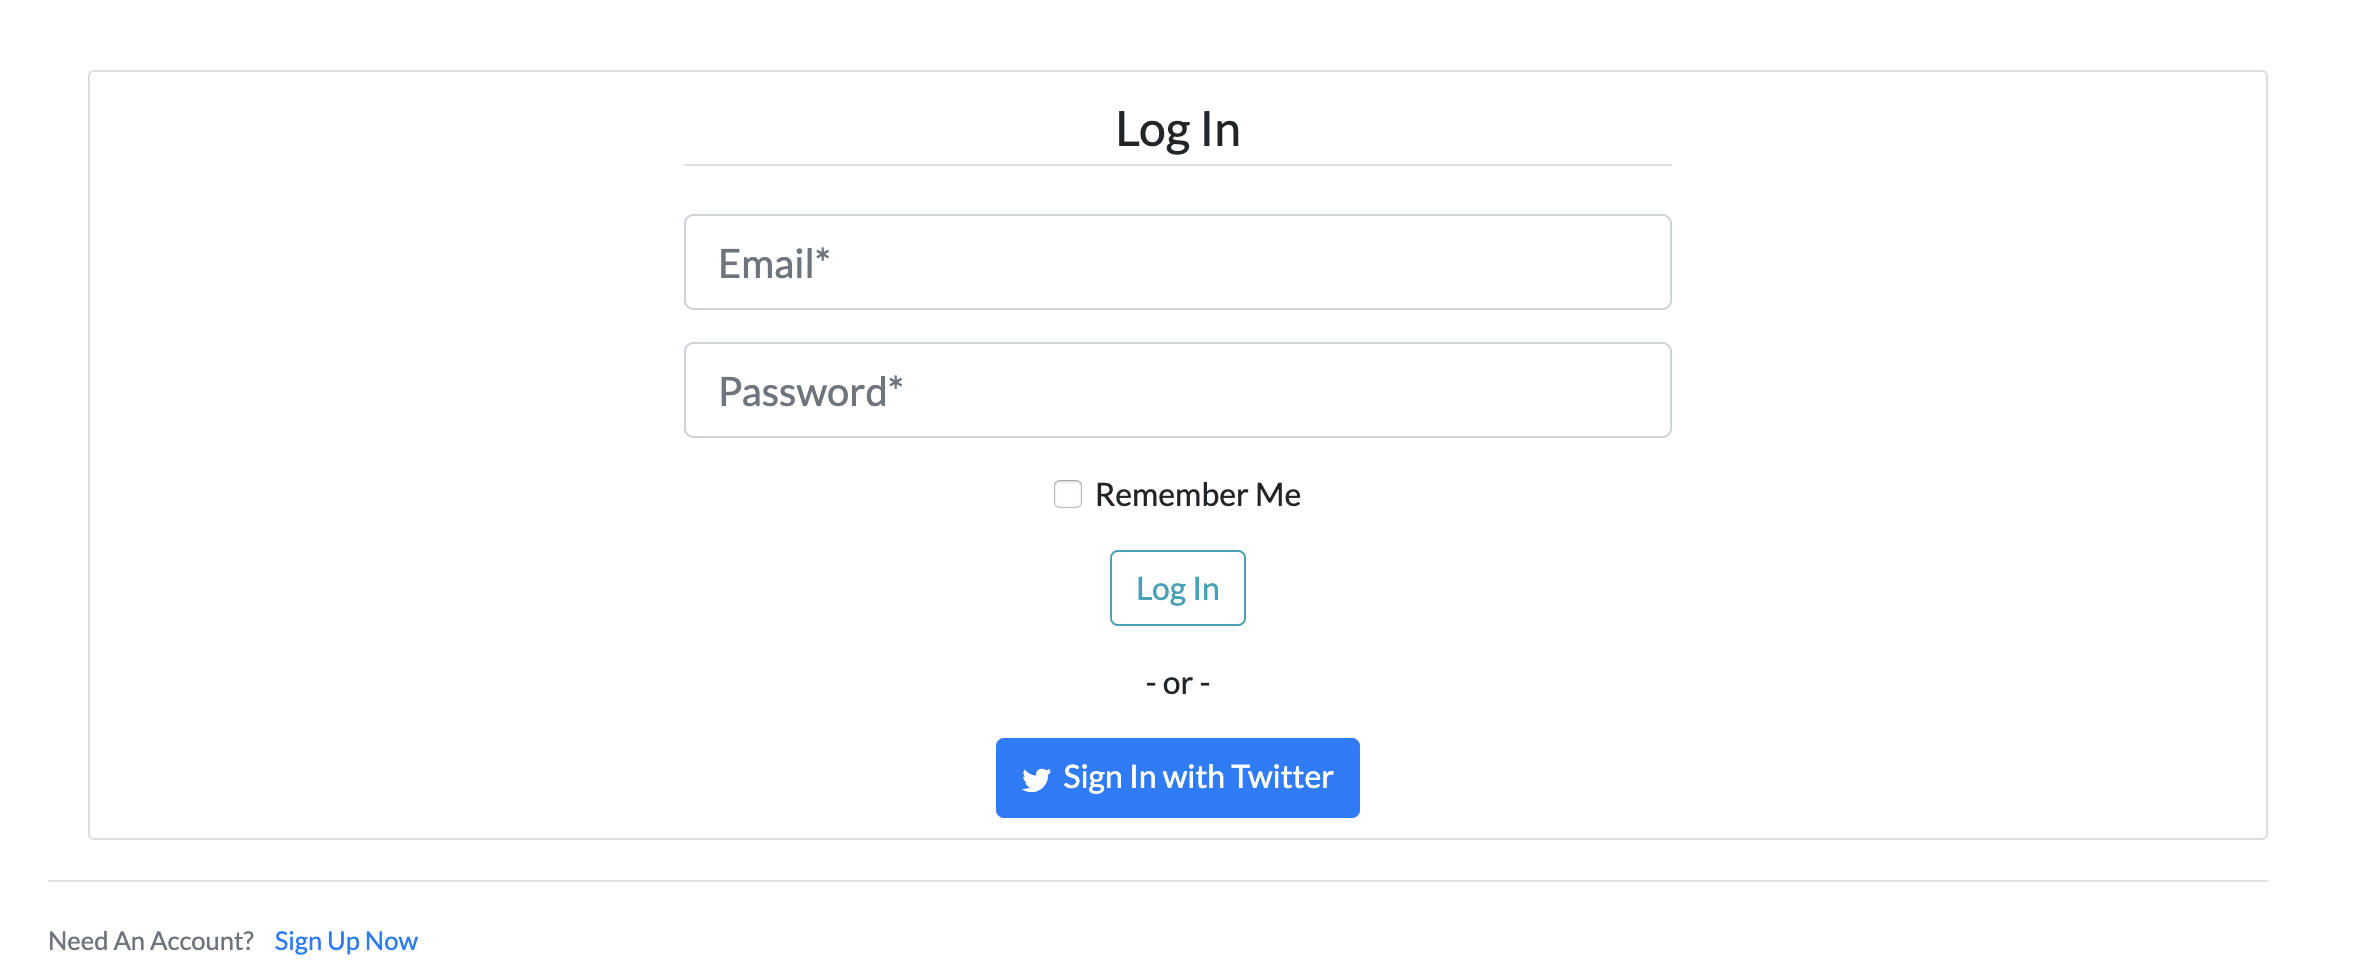 Log In
Email*
Password*
Remember Me
Log In
- or -
Sign In with Twitter
Need An Account? Sign Up Now